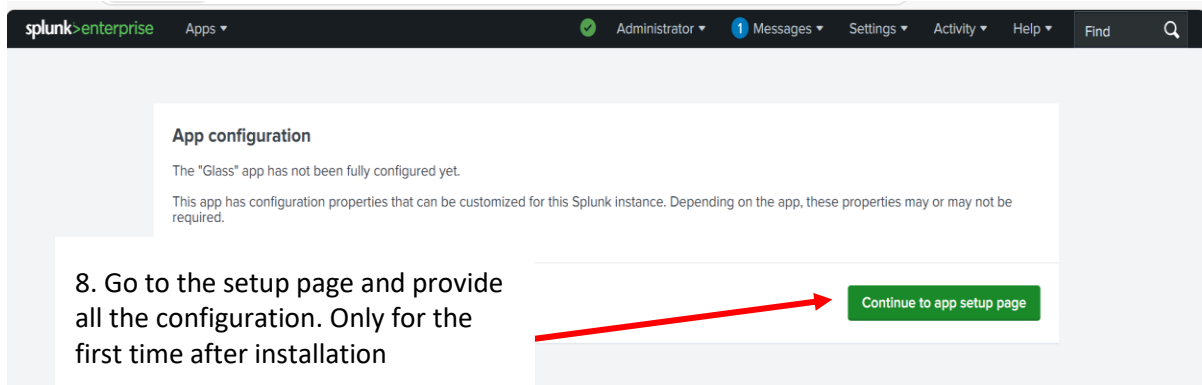 splunk>enterprise Apps ▾ Administrator ▾ 1 Messages ▾ Settings ▾ Activity ▾ Help ▾ Find
App configuration
The "Glass" app has not been fully configured yet.
This app has configuration properties that can be customized for this Splunk instance. Depending on the app, these properties may or may not be
required.
8. Go to the setup page and provide
all the configuration. Only for the
first time after installation
Continue to app setup page